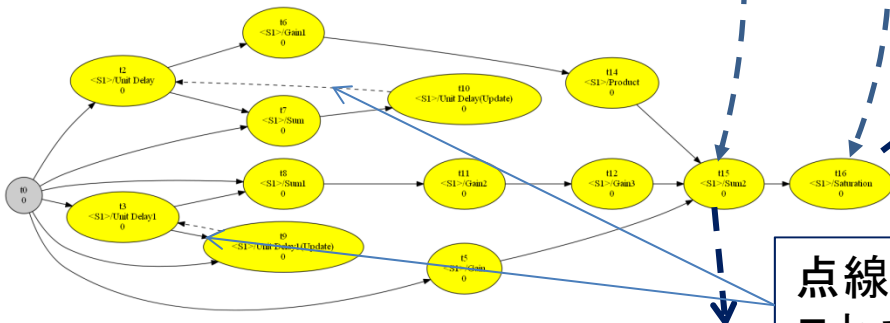 t6
<S1>/Gain1
0
t2
<S1>/Unit Delay
0
t14
<S1>/Product
0
t10
<S1>/Unit Delay(Update)
0
t7
<S1>/Sum
0
t0
0
t8
<S1>/Sum1
0
t11
<S1>/Gain2
0
t12
<S1>/Gain3
0
t15
<S1>/Sum2
0
t16
<S1>/Saturation
0
t3
<S1>/Unit Delay1
0
t9
<S1>/Unit Delay1(Update)
0
t5
<S1>/Gain
0
点線